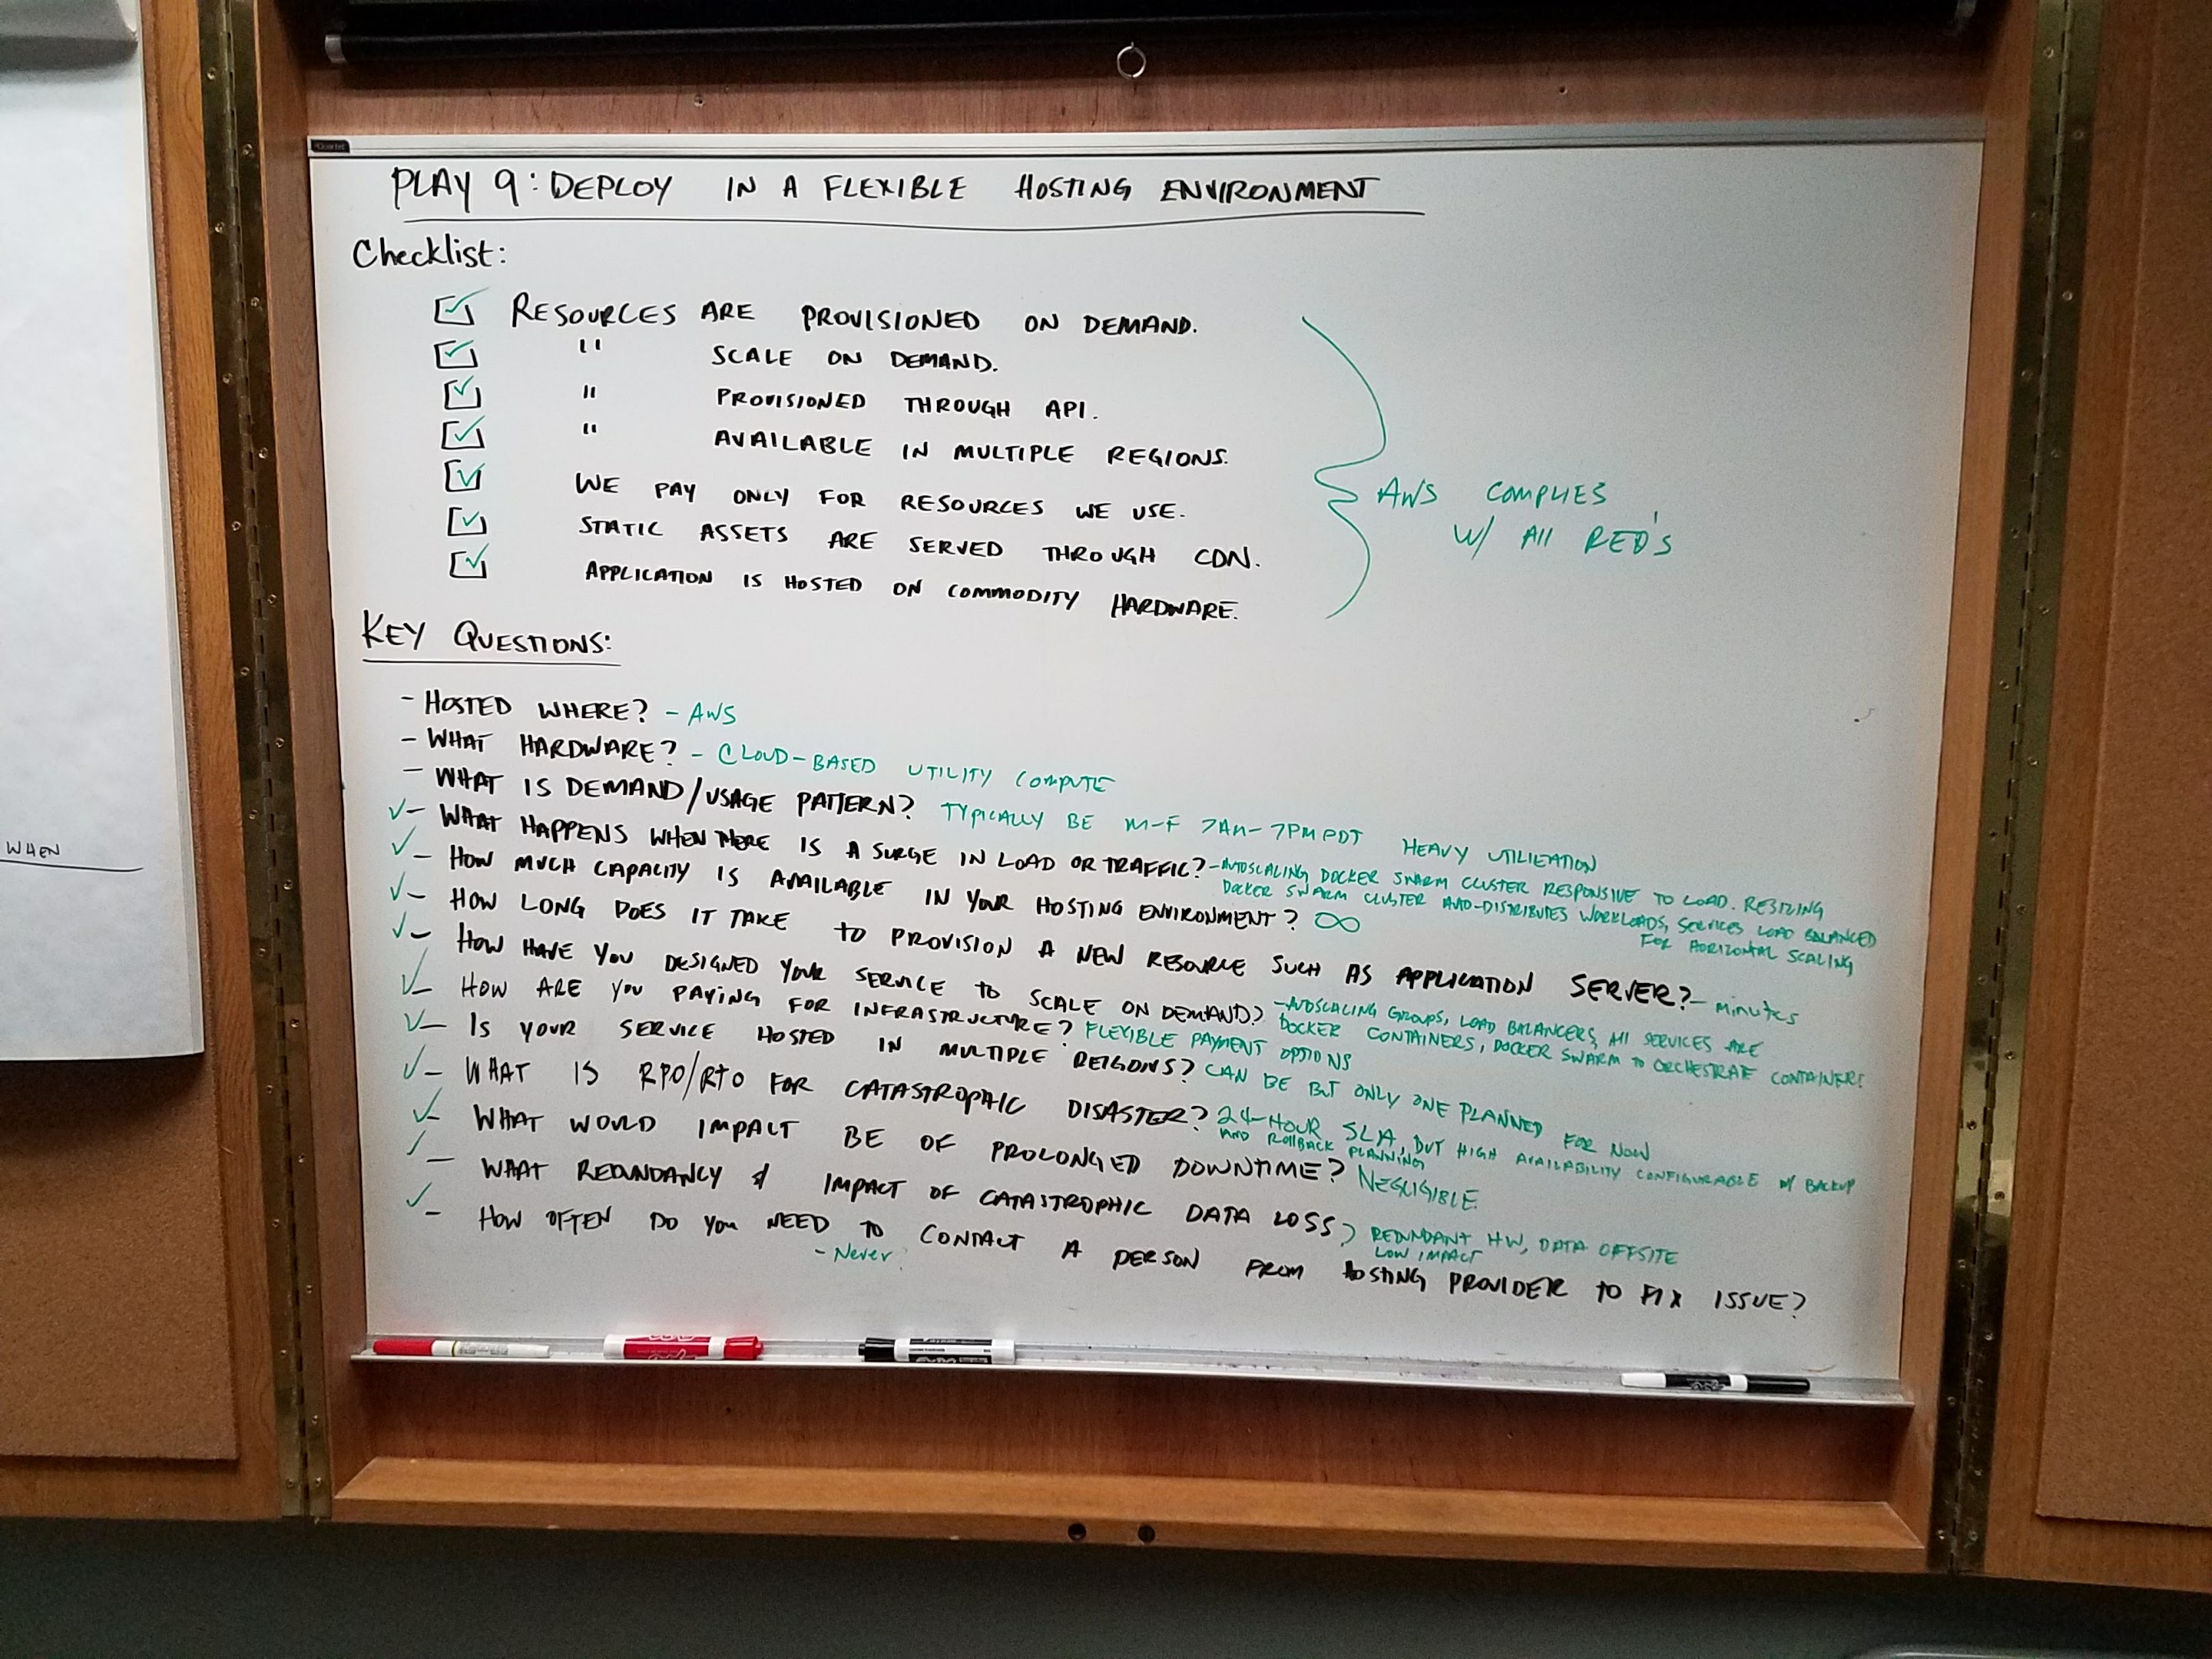 Quartet
PLAY 9: DEPLOY IN A FLEXIBLE HOSTING ENVIRONMENT
Checklist:
RESOURCES ARE PROVISIONED ON DEMAND.
" SCALE ON DEMAND.
" PROVISIONED THROUGH API.
" AVAILABLE IN MULTIPLE REGIONS.
WE PAY ONLY FOR RESOURCES WE USE.
STATIC ASSETS ARE SERVED THROUGH CDN.
APPLICATION IS HOSTED ON COMMODITY HARDWARE.
AWS COMPLIES
W/ All REQ'S
KEY QUESTIONS:
- HOSTED WHERE? - AWS
- WHAT HARDWARE? - CLOUD-BASED UTILITY COMPUTE
- WHAT IS DEMAND/USAGE PATTERN? TYPICALLY BE M-F 7AM-7PM PDT HEAVY UTILIZATION
✓- WHAT HAPPENS WHEN THERE IS A SURGE IN LOAD OR TRAFFIC? - AUTOSCALING DOCKER SWARM CLUSTER RESPONSIVE TO LOAD. RESIZING
DOCKER SWARM CLUSTER AUTO-DISTRIBUTES WORKLOADS, SERVICES LOAD BALANCED
FOR HORIZONTAL SCALING
✓- HOW MUCH CAPACITY IS AVAILABLE IN YOUR HOSTING ENVIRONMENT? ∞
✓- HOW LONG DOES IT TAKE TO PROVISION A NEW RESOURCE SUCH AS APPLICATION SERVER? - minutes
✓- HOW HAVE YOU DESIGNED YOUR SERVICE TO SCALE ON DEMAND? - AUTOSCALING GROUPS, LOAD BALANCERS, All SERVICES ARE
DOCKER CONTAINERS, DOCKER SWARM TO ORCHESTRATE CONTAINERS
✓- HOW ARE YOU PAYING FOR INFRASTRUCTURE? FLEXIBLE PAYMENT OPTIONS
✓- IS YOUR SERVICE HOSTED IN MULTIPLE REIGONS? CAN BE BUT ONLY ONE PLANNED FOR NOW
✓- WHAT IS RPO/RTO FOR CATASTROPHIC DISASTER? 24-HOUR SLA, BUT HIGH AVAILABILITY CONFIGURABLE W/ BACKUP
AND ROllBACK PLANNING
✓- WHAT WOULD IMPACT BE OF PROLONGED DOWNTIME? NEGLIGIBLE
✓- WHAT REDUNDANCY & IMPACT OF CATASTROPHIC DATA LOSS? REDUNDANT HW, DATA OFFSITE
LOW IMPACT
✓- HOW OFTEN DO YOU NEED TO CONTACT A PERSON FROM HOSTING PROVIDER TO FIX ISSUE?
- Never
WHEN
EXPO